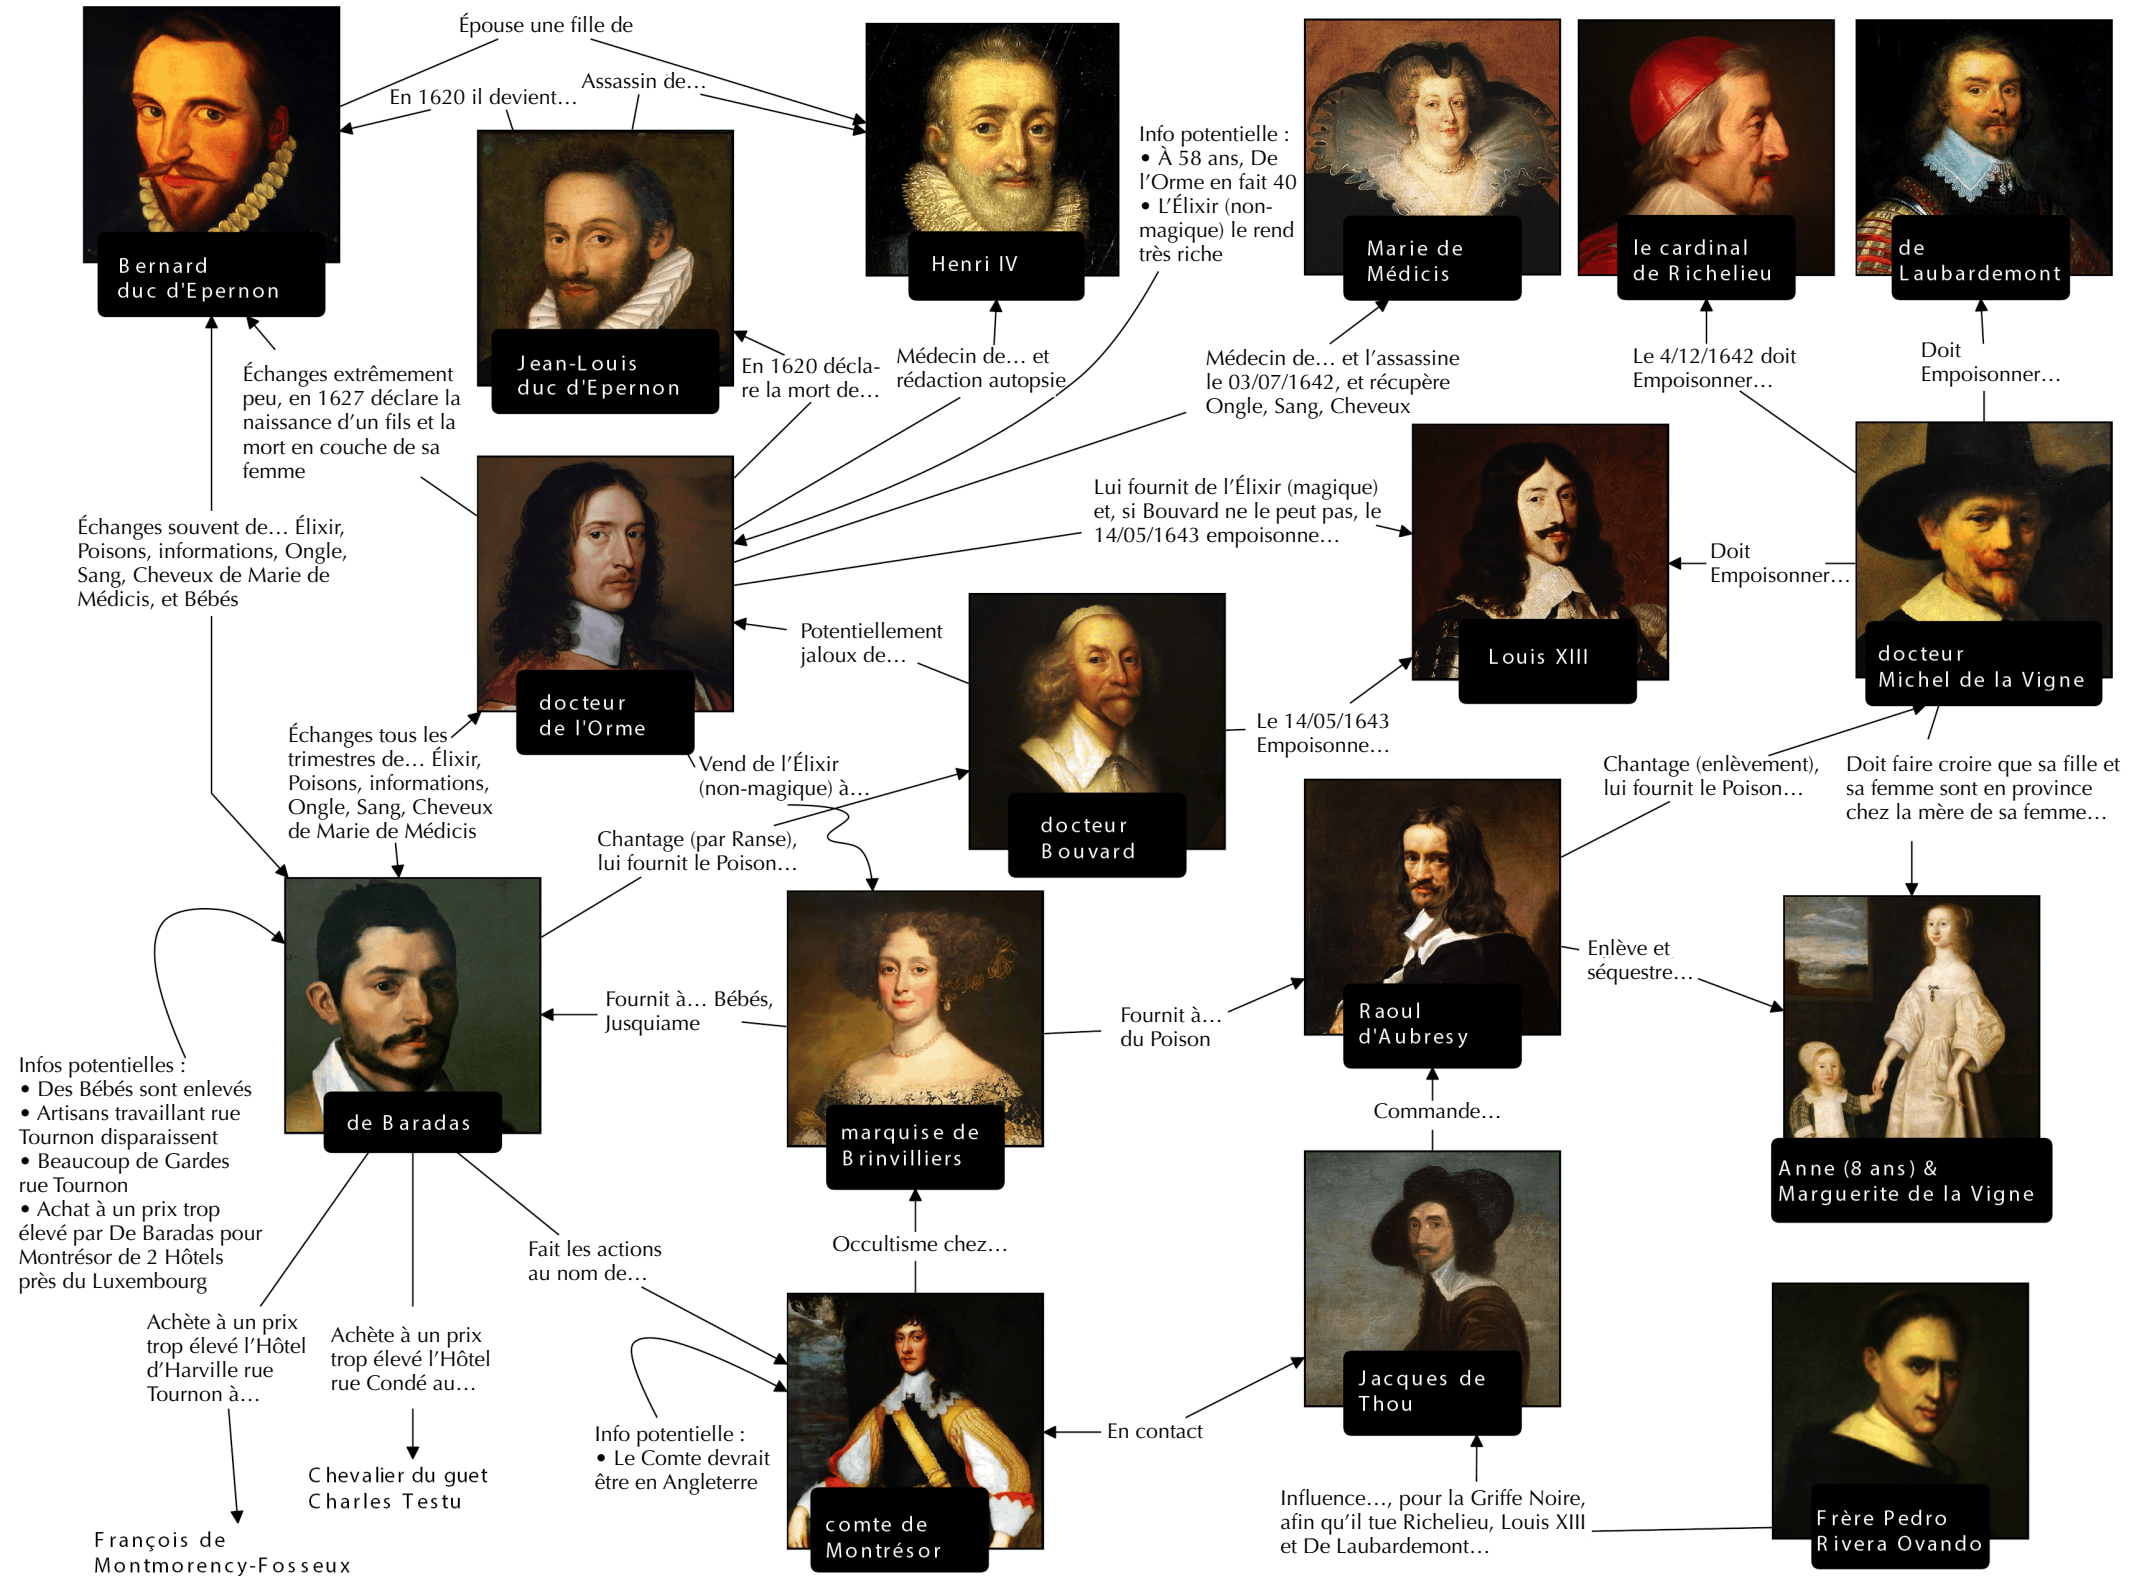 Épouse une fille de
En 1620 il devient…
Assassin de…
Bernard
duc d'Epernon
Jean-Louis
duc d'Epernon
Henri IV
Info potentielle :
• À 58 ans, De
l’Orme en fait 40
• L’Élixir (non-
magique) le rend
très riche
Marie de
Médicis
le cardinal
de Richelieu
de
Laubardemont
Échanges extrêmement
peu, en 1627 déclare la
naissance d’un fils et la
mort en couche de sa
femme
En 1620 décla-
re la mort de…
Médecin de… et
rédaction autopsie
Médecin de… et l’assassine
le 03/07/1642, et récupère
Ongle, Sang, Cheveux
Le 4/12/1642 doit
Empoisonner…
Doit
Empoisonner…
Échanges souvent de… Élixir,
Poisons, informations, Ongle,
Sang, Cheveux de Marie de
Médicis, et Bébés
Lui fournit de l’Élixir (magique)
et, si Bouvard ne le peut pas, le
14/05/1643 empoisonne…
Doit
Empoisonner…
docteur
de l'Orme
Potentiellement
jaloux de…
Louis XIII
docteur
Michel de la Vigne
Échanges tous les
trimestres de… Élixir,
Poisons, informations,
Ongle, Sang, Cheveux
de Marie de Médicis
Vend de l’Élixir
(non-magique) à…
Le 14/05/1643
Empoisonne…
Chantage (enlèvement),
lui fournit le Poison…
Doit faire croire que sa fille et
sa femme sont en province
chez la mère de sa femme…
Chantage (par Ranse),
lui fournit le Poison…
docteur
Bouvard
Fournit à… Bébés,
Jusquiame
Fournit à…
du Poison
Enlève et
séquestre…
Raoul
d'Aubresy
Infos potentielles :
• Des Bébés sont enlevés
• Artisans travaillant rue
Tournon disparaissent
• Beaucoup de Gardes
rue Tournon
• Achat à un prix trop
élevé par De Baradas pour
Montrésor de 2 Hôtels
près du Luxembourg
de Baradas
marquise de
Brinvilliers
Commande…
Anne (8 ans) &
Marguerite de la Vigne
Fait les actions
au nom de…
Occultisme chez…
Achète à un prix
trop élevé l’Hôtel
d’Harville rue
Tournon à…
Achète à un prix
trop élevé l’Hôtel
rue Condé au…
Jacques de
Thou
Info potentielle :
• Le Comte devrait
être en Angleterre
En contact
Chevalier du guet
Charles Testu
François de
Montmorency-Fosseux
comte de
Montrésor
Influence…, pour la Griffe Noire,
afin qu’il tue Richelieu, Louis XIII
et De Laubardemont…
Frère Pedro
Rivera Ovando